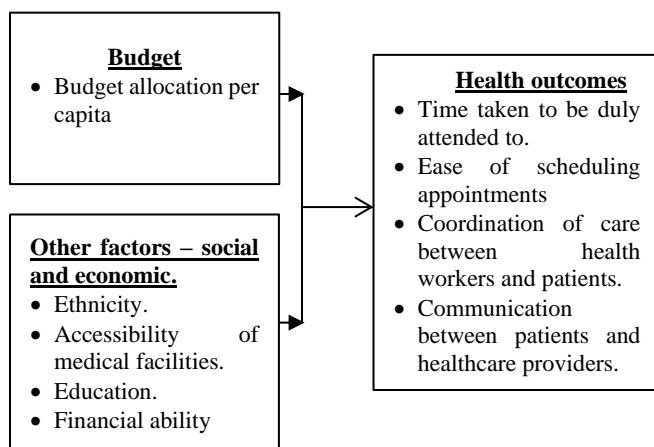 Budget
• Budget allocation per
capita
Other factors – social
and economic.
• Ethnicity.
• Accessibility of
medical facilities.
• Education.
• Financial ability
Health outcomes
• Time taken to be duly
attended to.
• Ease of scheduling
appointments
• Coordination of care
between health
workers and patients.
• Communication
between patients and
healthcare providers.